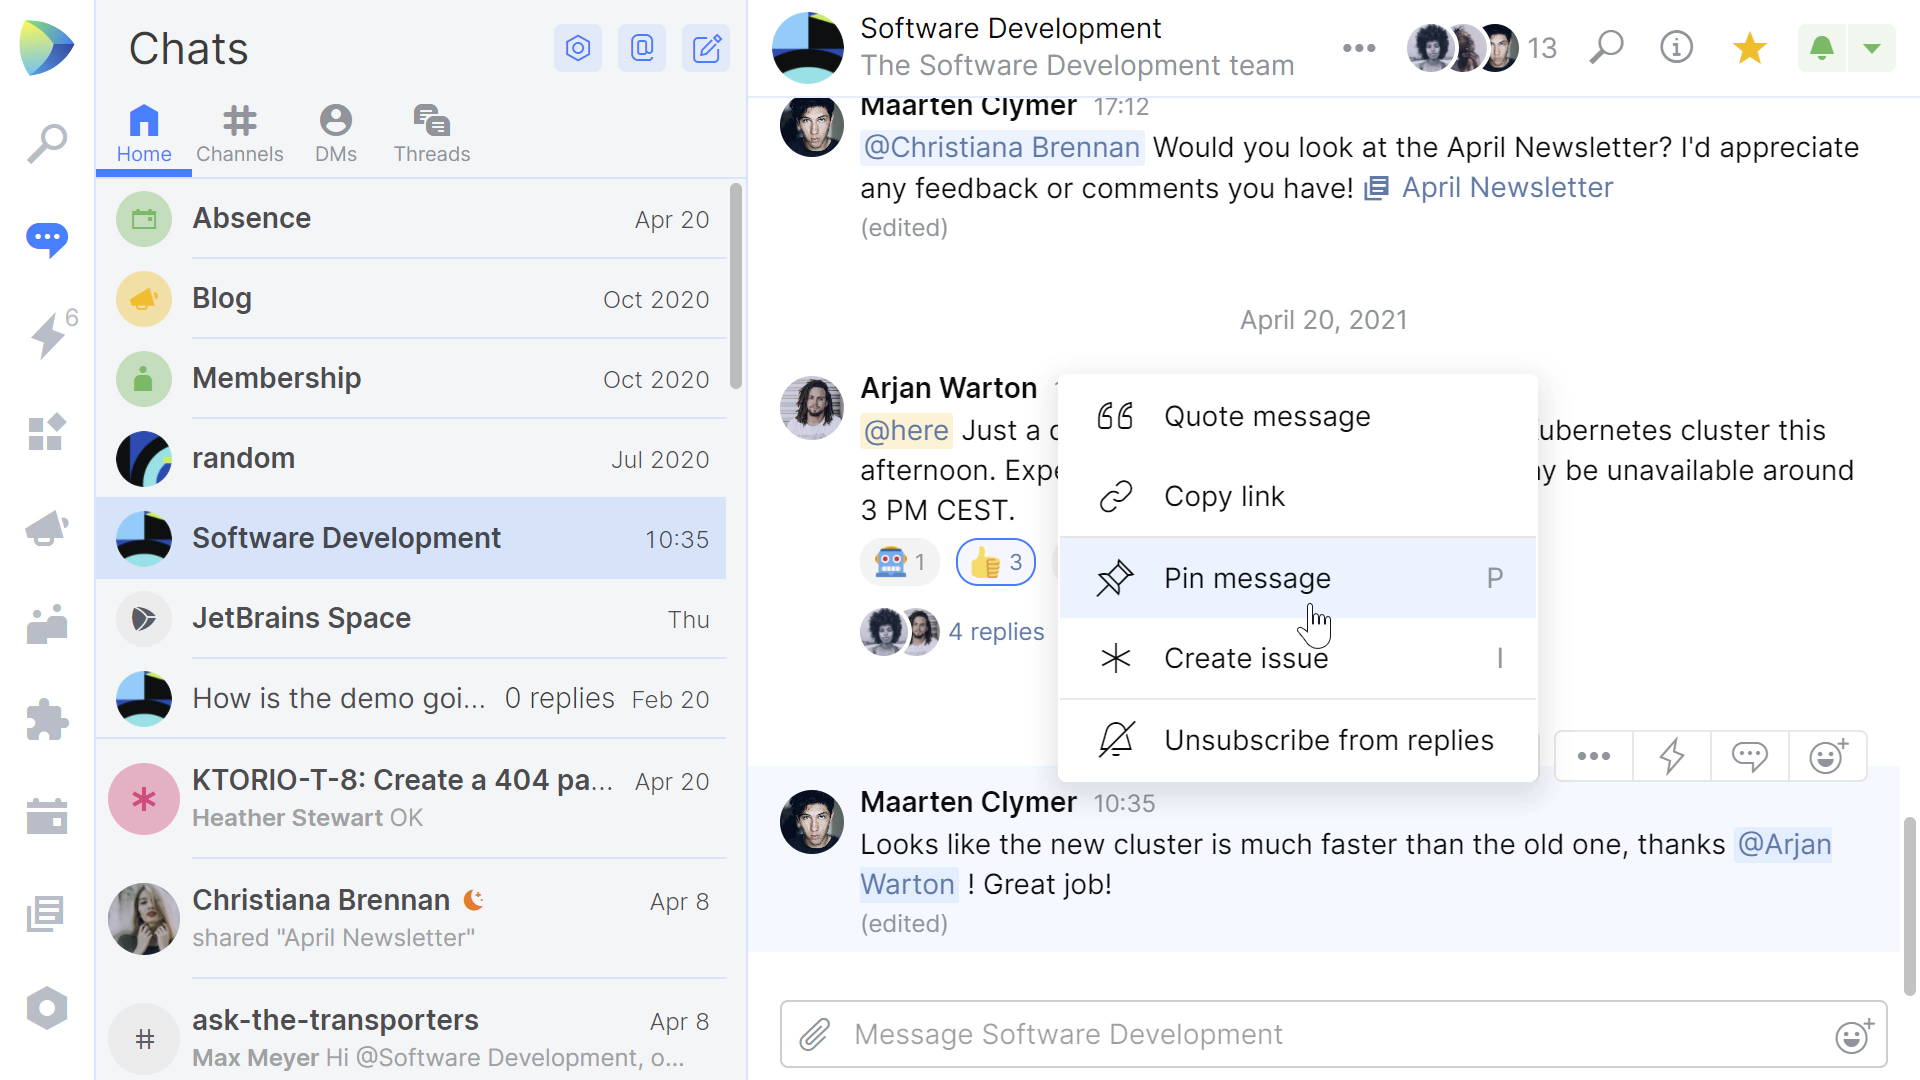 Chats
Home
Channels
DMs
Threads
6
Absence
Apr 20
Blog
Oct 2020
Membership
Oct 2020
random
Jul 2020
Software Development
10:35
JetBrains Space
Thu
How is the demo goi...
0 replies
Feb 20
KTORIO-T-8: Create a 404 pa...
Apr 20
Heather Stewart OK
Christiana Brennan
Apr 8
shared "April Newsletter"
ask-the-transporters
Apr 8
Max Meyer Hi @Software Development, o...
Software Development
The Software Development team
13
Maarten Clymer 17:12
@Christiana Brennan Would you look at the April Newsletter? I'd appreciate
any feedback or comments you have! April Newsletter
(edited)
April 20, 2021
Arjan Warton
@here Just a
ubernetes cluster this
afternoon.
be unavailable around
3 PM CEST.
1
3
4 replies
Quote message
Copy link
Pin message P
Create issue I
Unsubscribe from replies
Maarten Clymer 10:35
Looks like the new cluster is much faster than the old one, thanks @Arjan
Warton ! Great job!
(edited)
Message Software Development